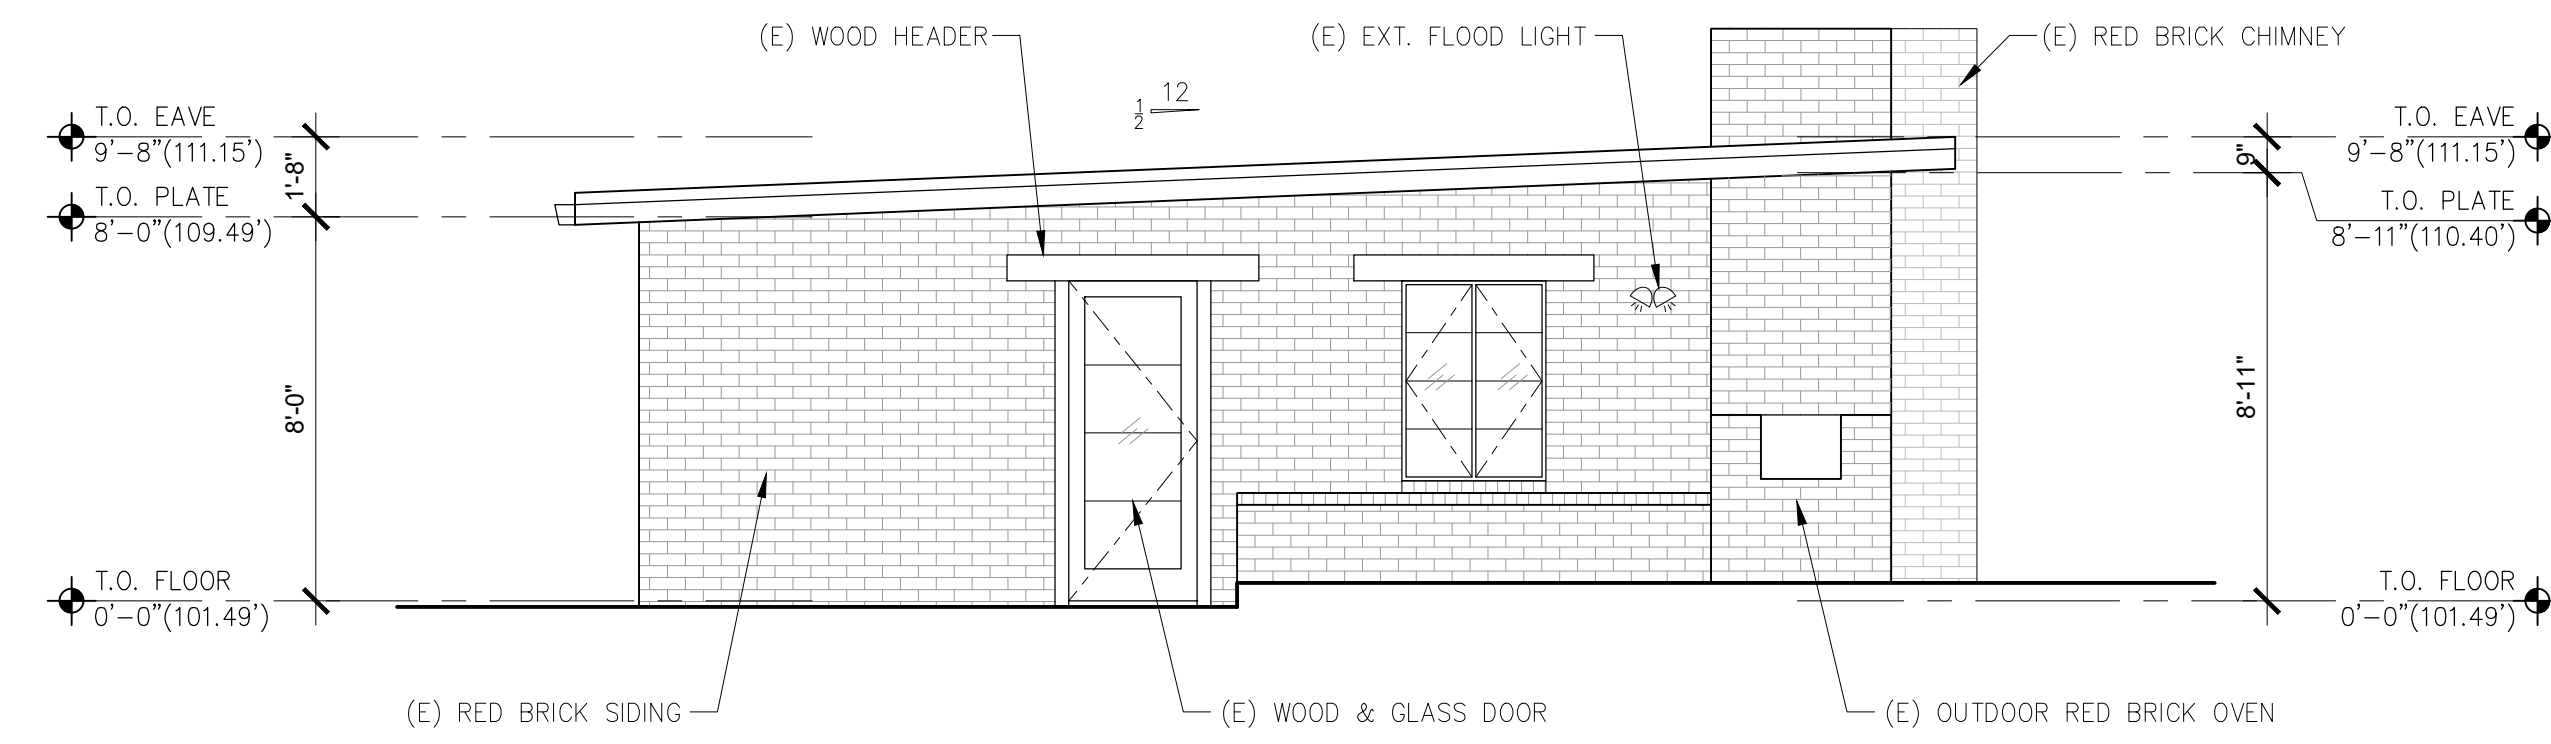 (E) WOOD HEADER
(E) EXT. FLOOD LIGHT
(E) RED BRICK CHIMNEY
12
1/2
T.O. EAVE
9'-8"(111.15')
1'-8"
T.O. PLATE
8'-0"(109.49')
8'-0"
T.O. FLOOR
0'-0"(101.49')
T.O. EAVE
9'-8"(111.15')
9"
T.O. PLATE
8'-11"(110.40')
8'-11"
T.O. FLOOR
0'-0"(101.49')
(E) RED BRICK SIDING
(E) WOOD & GLASS DOOR
(E) OUTDOOR RED BRICK OVEN